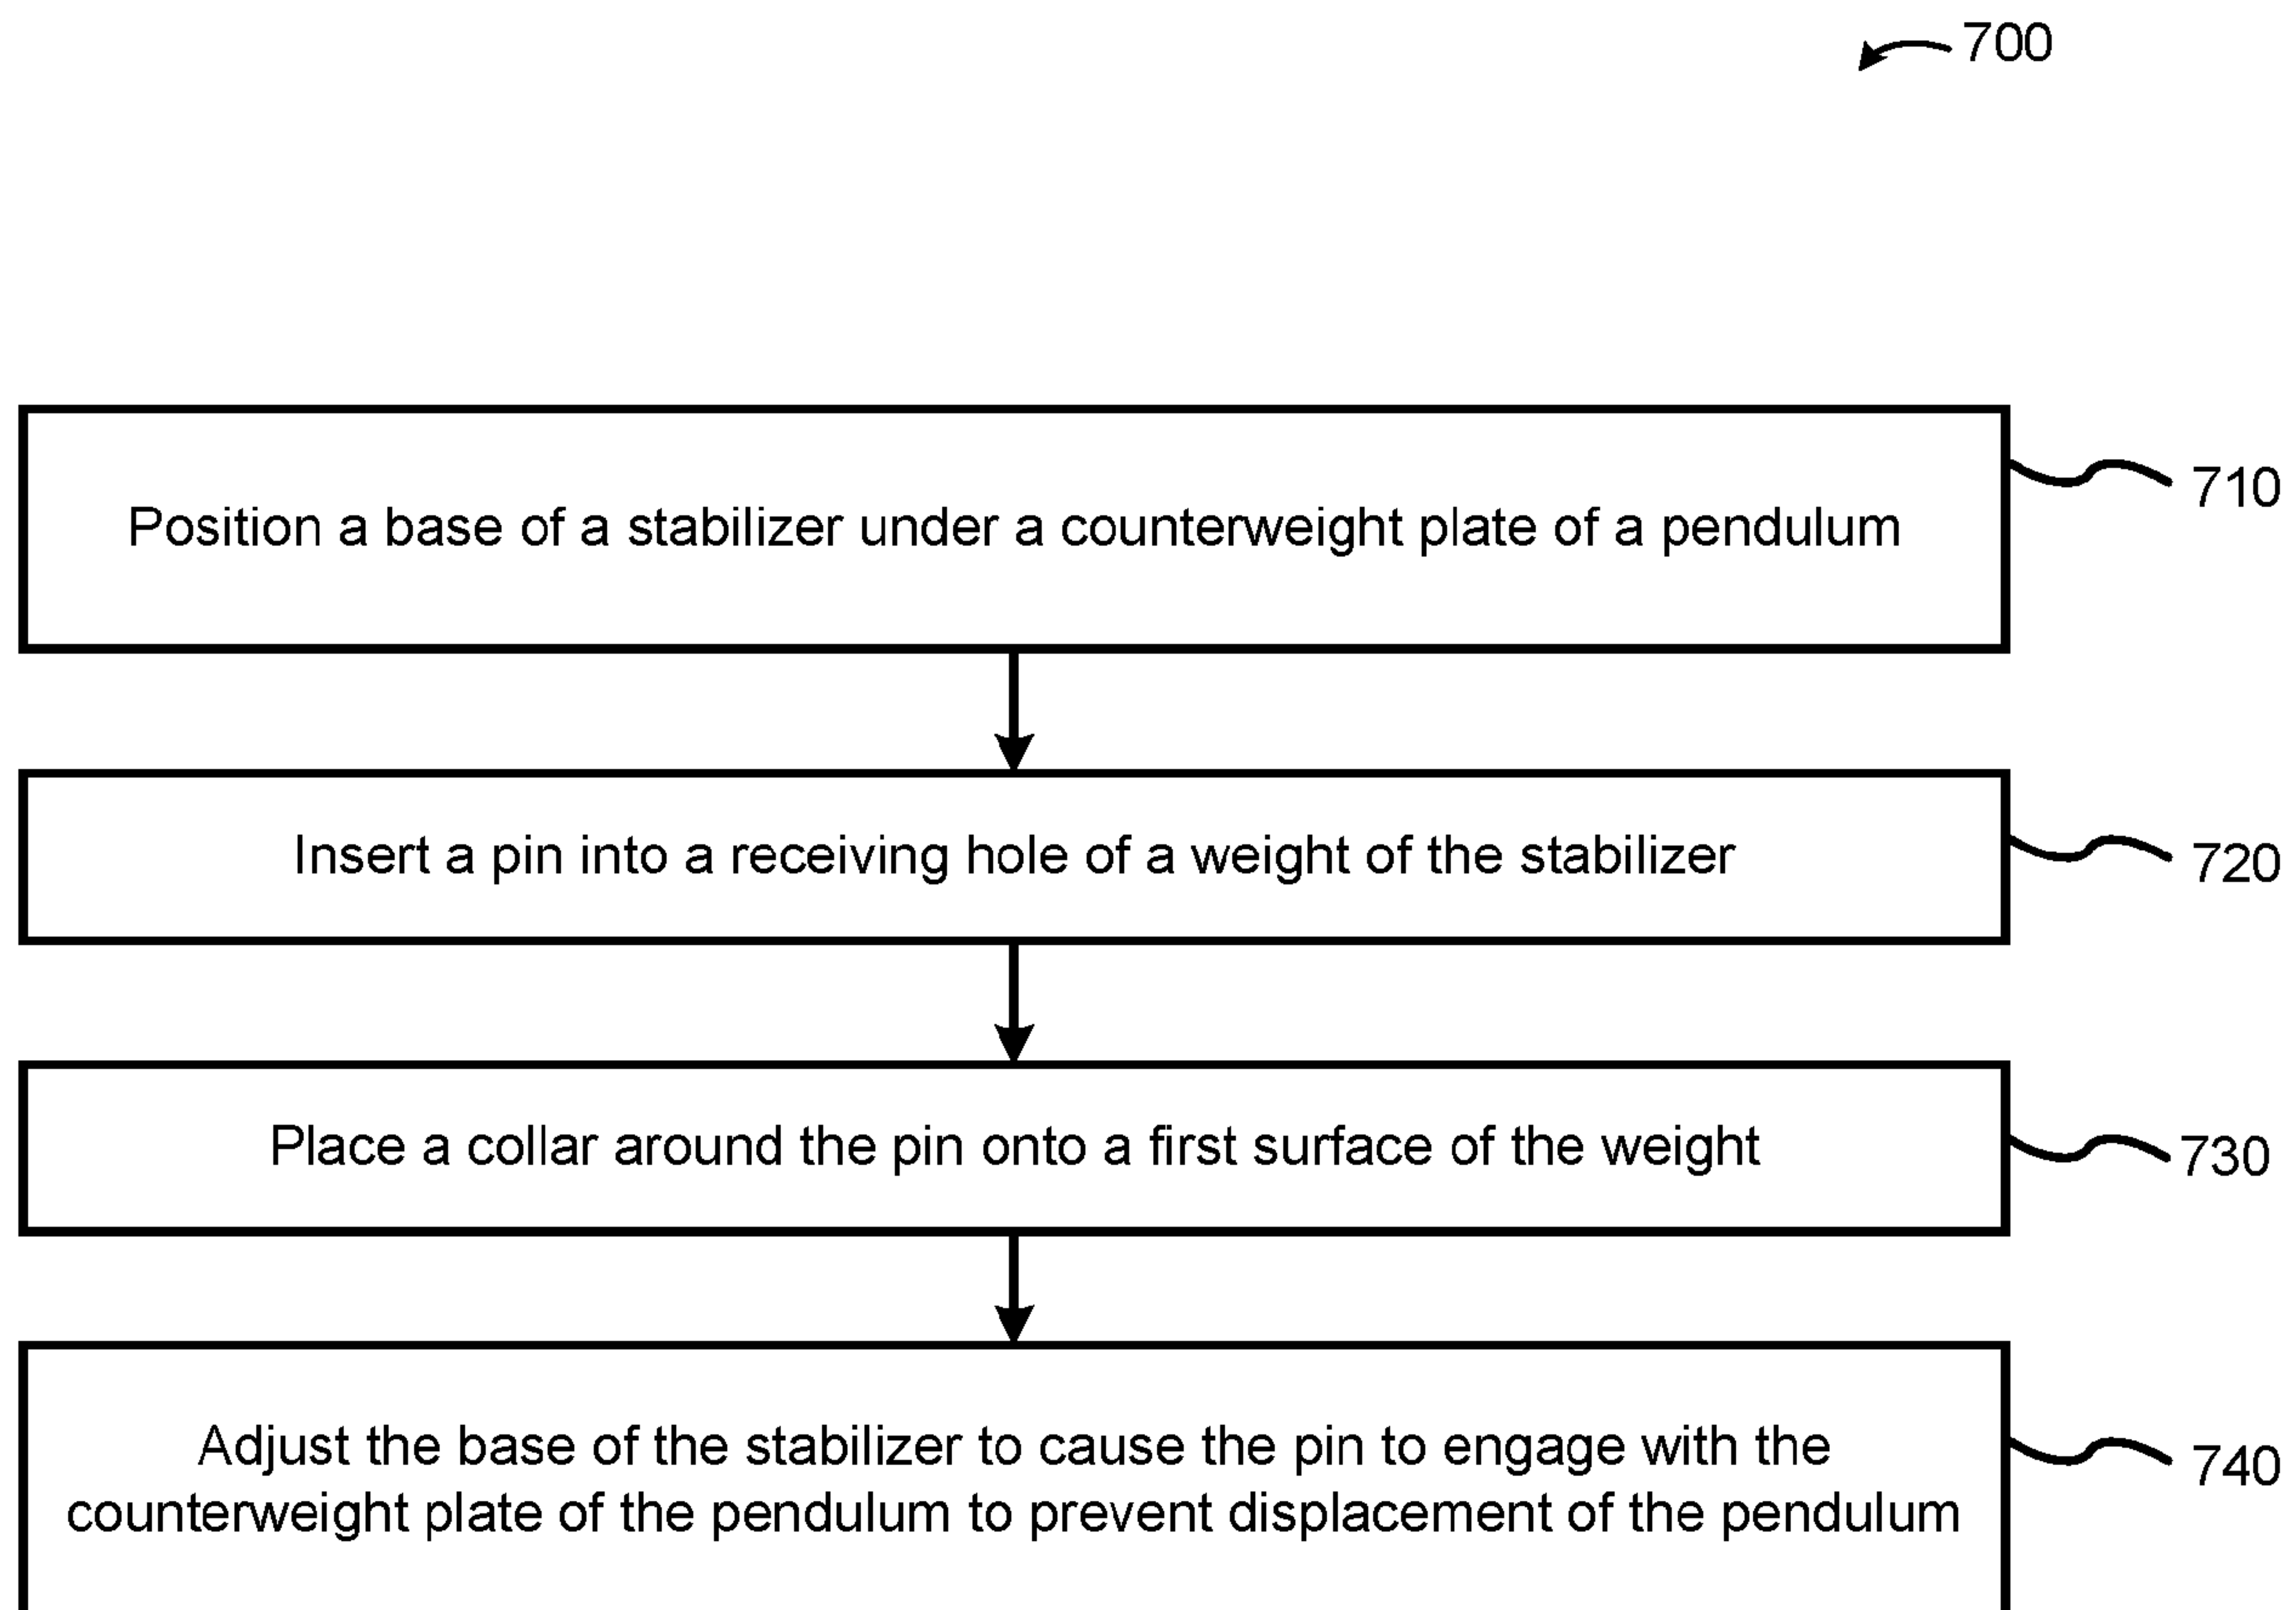 700
Position a base of a stabilizer under a counterweight plate of a pendulum
710
Insert a pin into a receiving hole of a weight of the stabilizer
720
Place a collar around the pin onto a first surface of the weight
730
Adjust the base of the stabilizer to cause the pin to engage with the
counterweight plate of the pendulum to prevent displacement of the pendulum
740